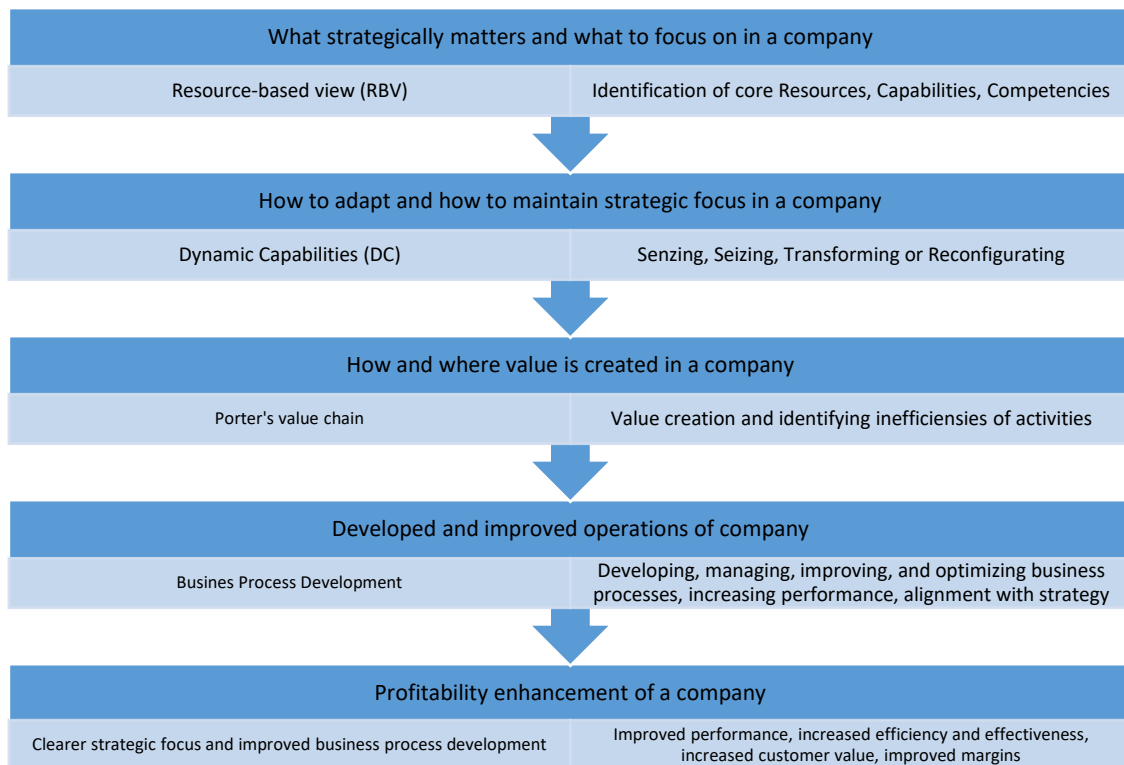 What strategically matters and what to focus on in a company
Resource-based view (RBV)
Identification of core Resources, Capabilities, Competencies
How to adapt and how to maintain strategic focus in a company
Dynamic Capabilities (DC)
Senzing, Seizing, Transforming or Reconfigurating
How and where value is created in a company
Porter's value chain
Value creation and identifying inefficiensies of activities
Developed and improved operations of company
Busines Process Development
Developing, managing, improving, and optimizing business
processes, increasing performance, alignment with strategy
Profitability enhancement of a company
Clearer strategic focus and improved business process development
Improved performance, increased efficiency and effectiveness,
increased customer value, improved margins